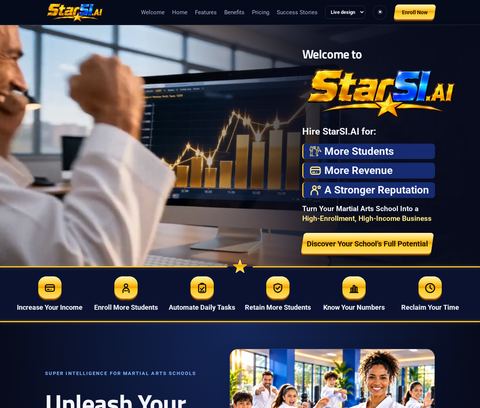 StarSI.AI
Welcome
Home
Features
Benefits
Pricing
Success Stories
Live design
Enroll Now
Welcome to
StarSI.AI
Hire StarSI.AI for:
More Students
More Revenue
A Stronger Reputation
Turn Your Martial Arts School Into a
High-Enrollment, High-Income Business
Discover Your School's Full Potential
Increase Your Income
Enroll More Students
Automate Daily Tasks
Retain More Students
Know Your Numbers
Reclaim Your Time
SUPER INTELLIGENCE FOR MARTIAL ARTS SCHOOLS
Unleash Your